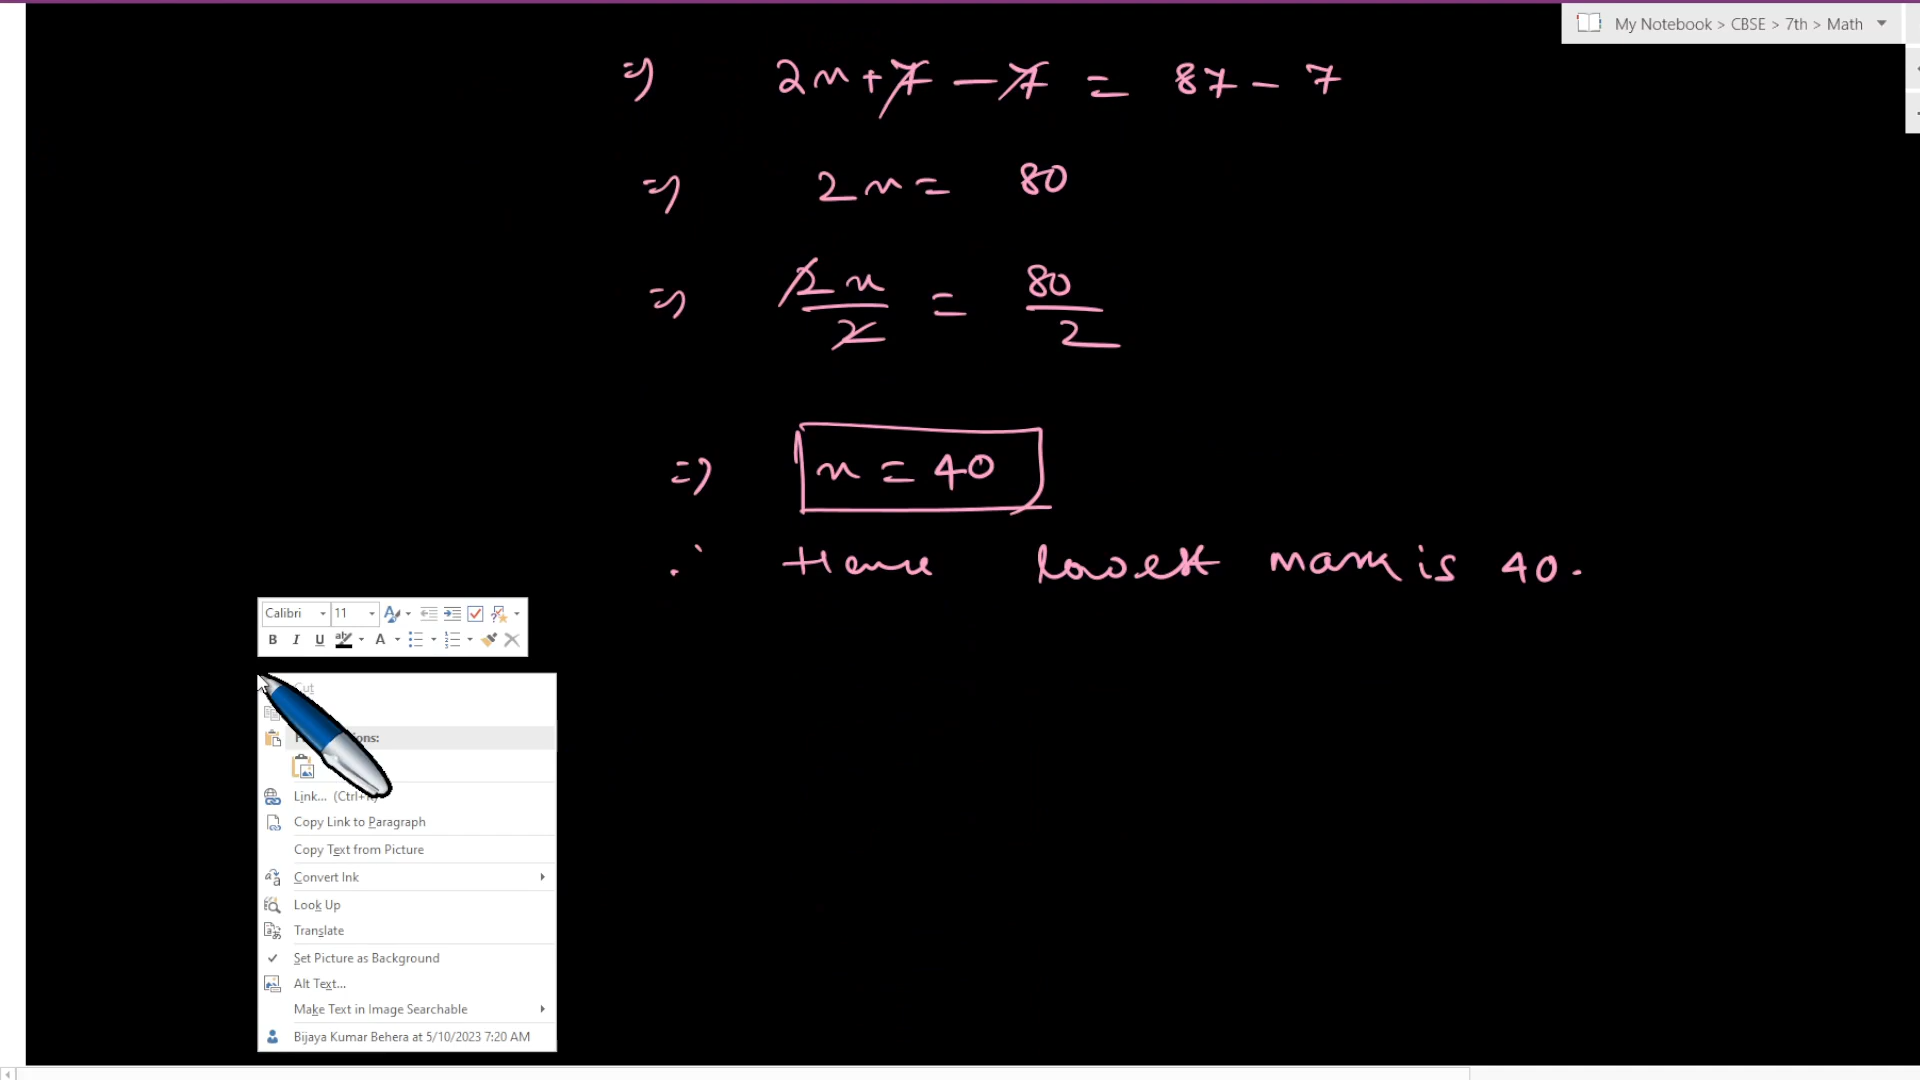 My Notebook > CBSE > 7th > Math
⇒ 2x + 7 - 7 = 87 - 7
⇒ 2x = 80
⇒ 2x/2 = 80/2
⇒ x = 40
∴ Hence lowest mark is 40.
Calibri 11
B I U ab A
Cut
ions:
Link... (Ctrl+K)
Copy Link to Paragraph
Copy Text from Picture
Convert Ink
Look Up
Translate
Set Picture as Background
Alt Text...
Make Text in Image Searchable
Bijaya Kumar Behera at 5/10/2023 7:20 AM